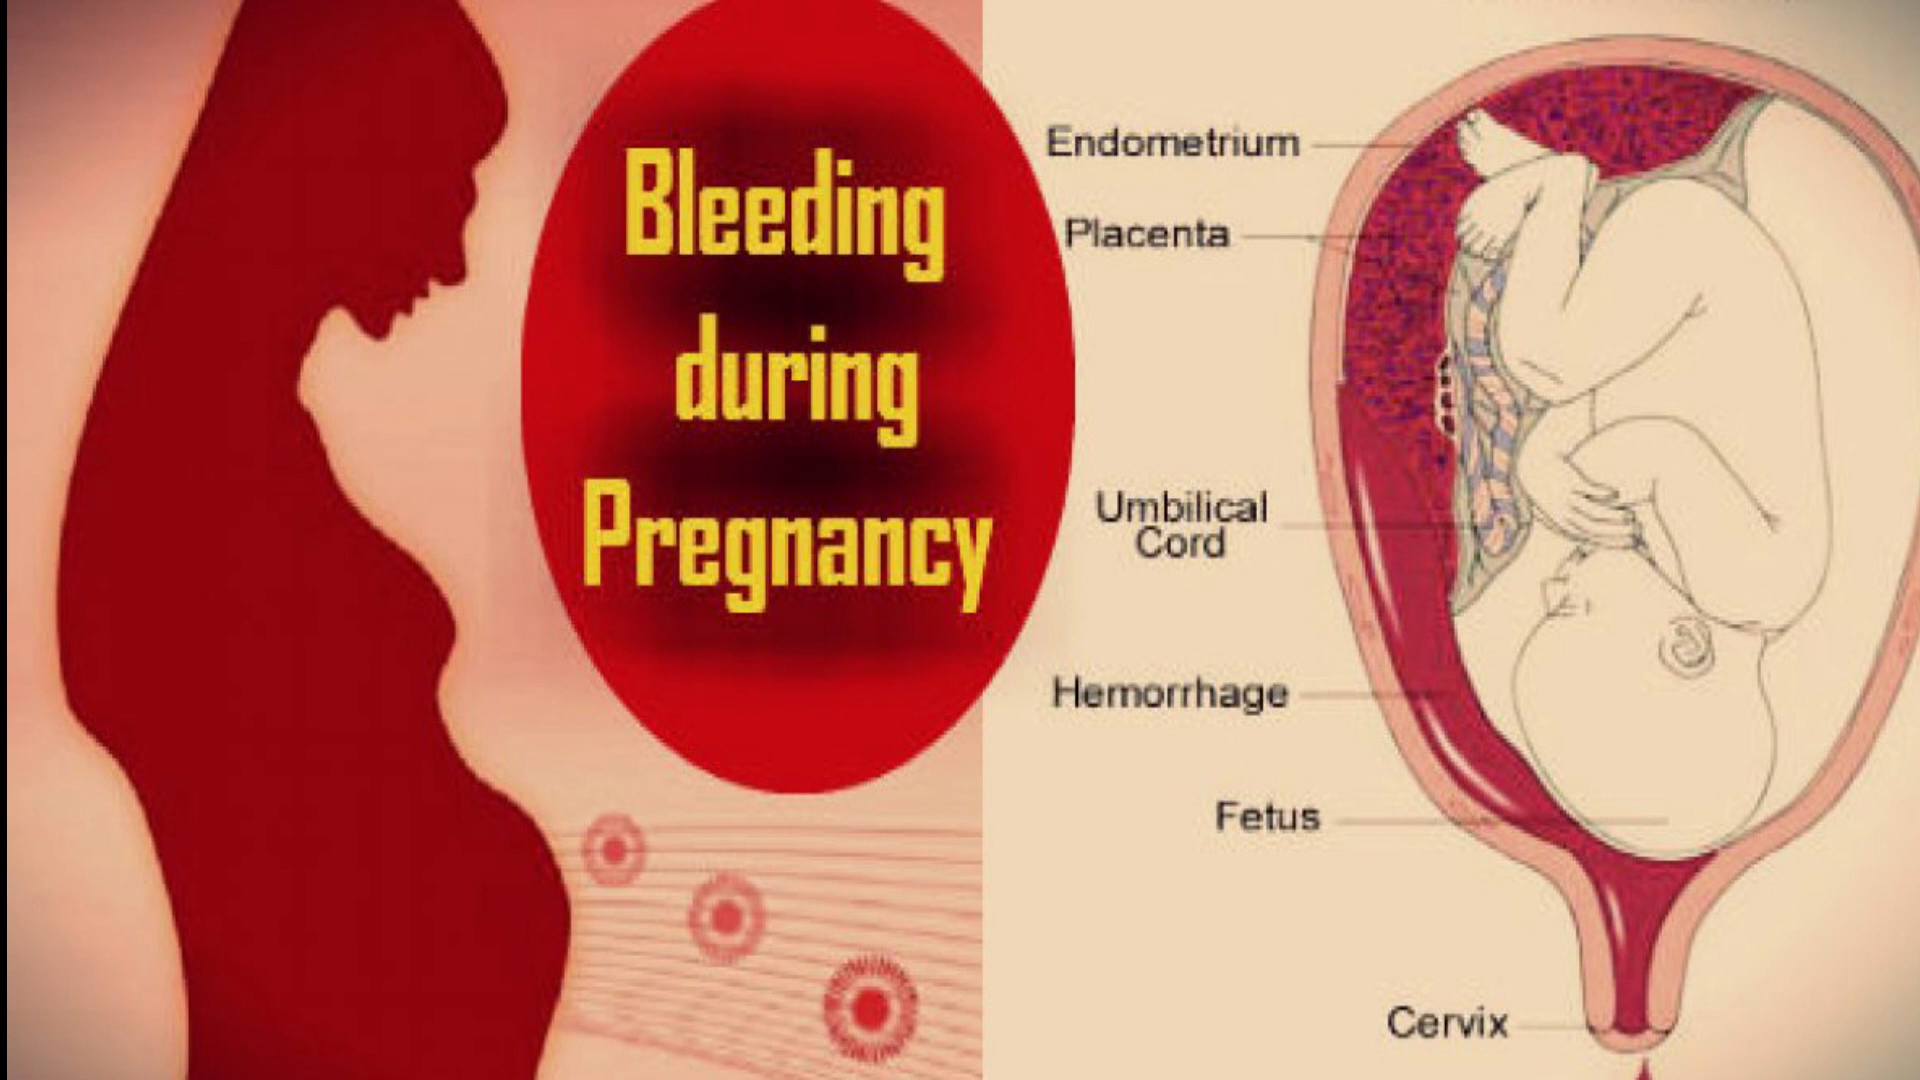 Bleeding
during
Pregnancy
Endometrium
Placenta
Umbilical
Cord
Hemorrhage
Fetus
Cervix